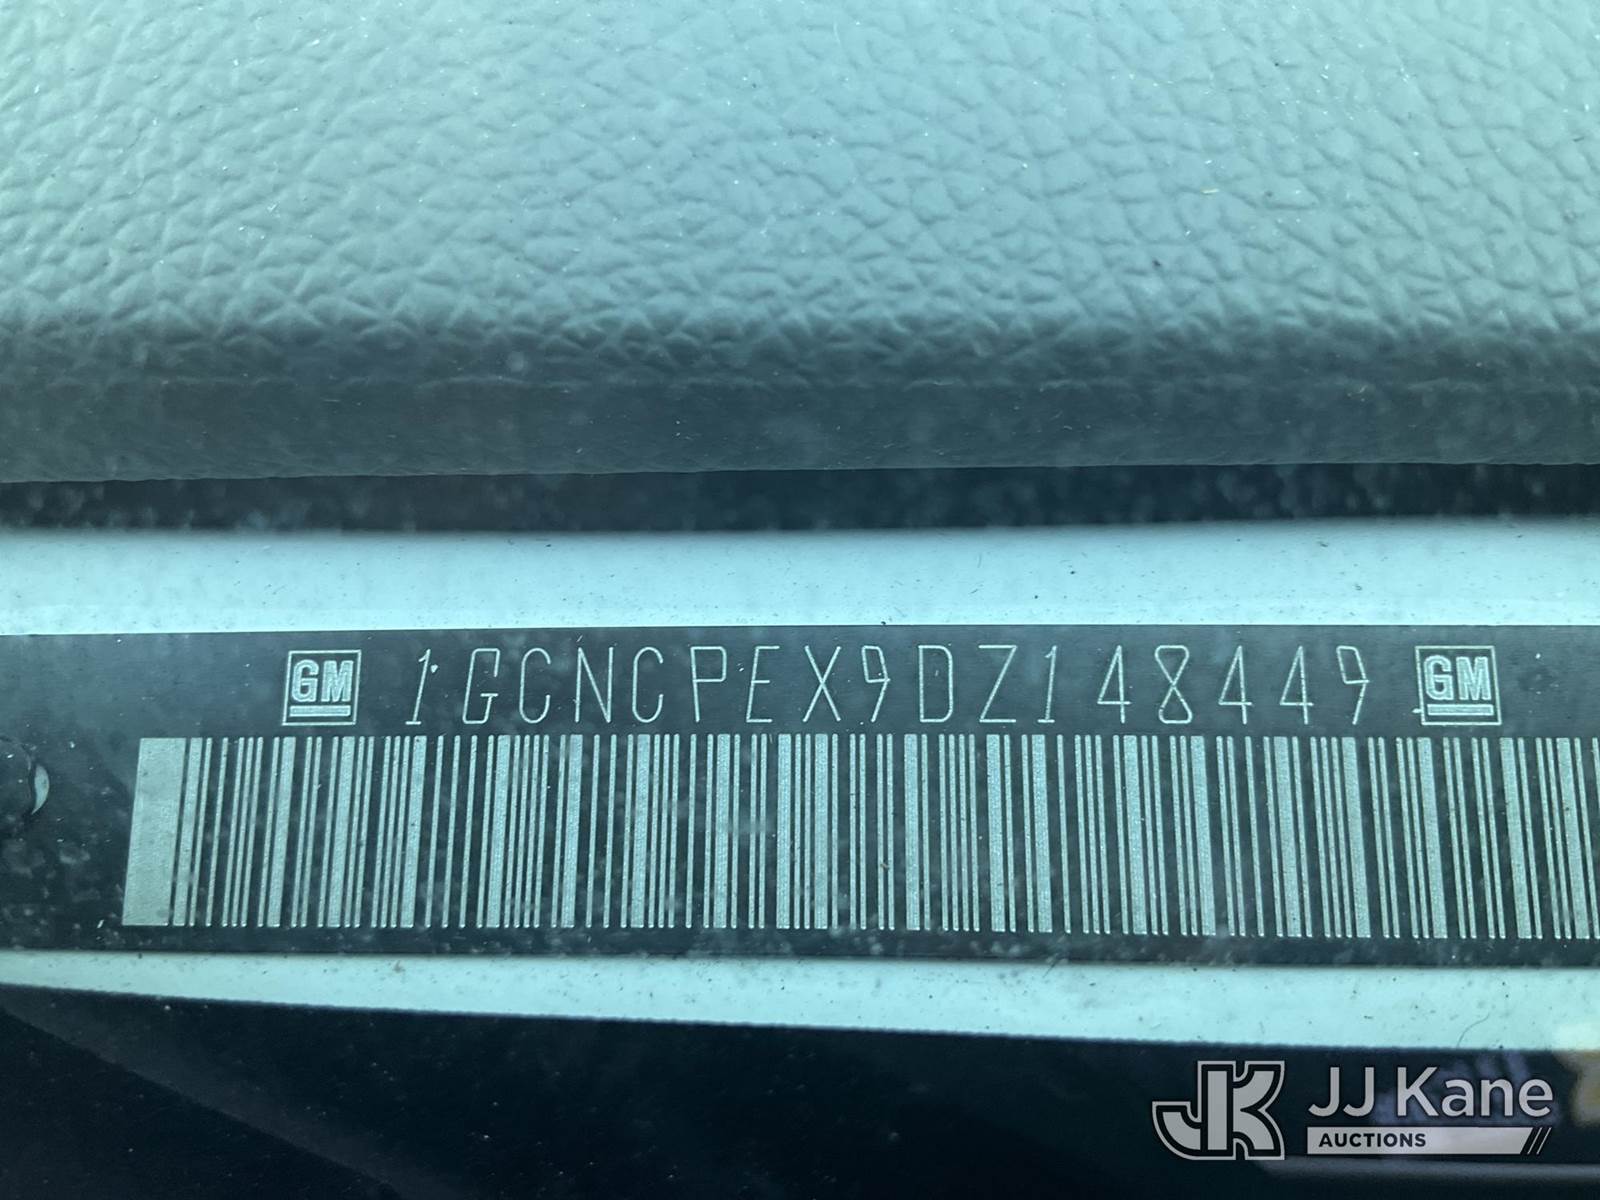 GM 1GCNCPEX9DZ148449 GM
JK JJ Kane
AUCTIONS